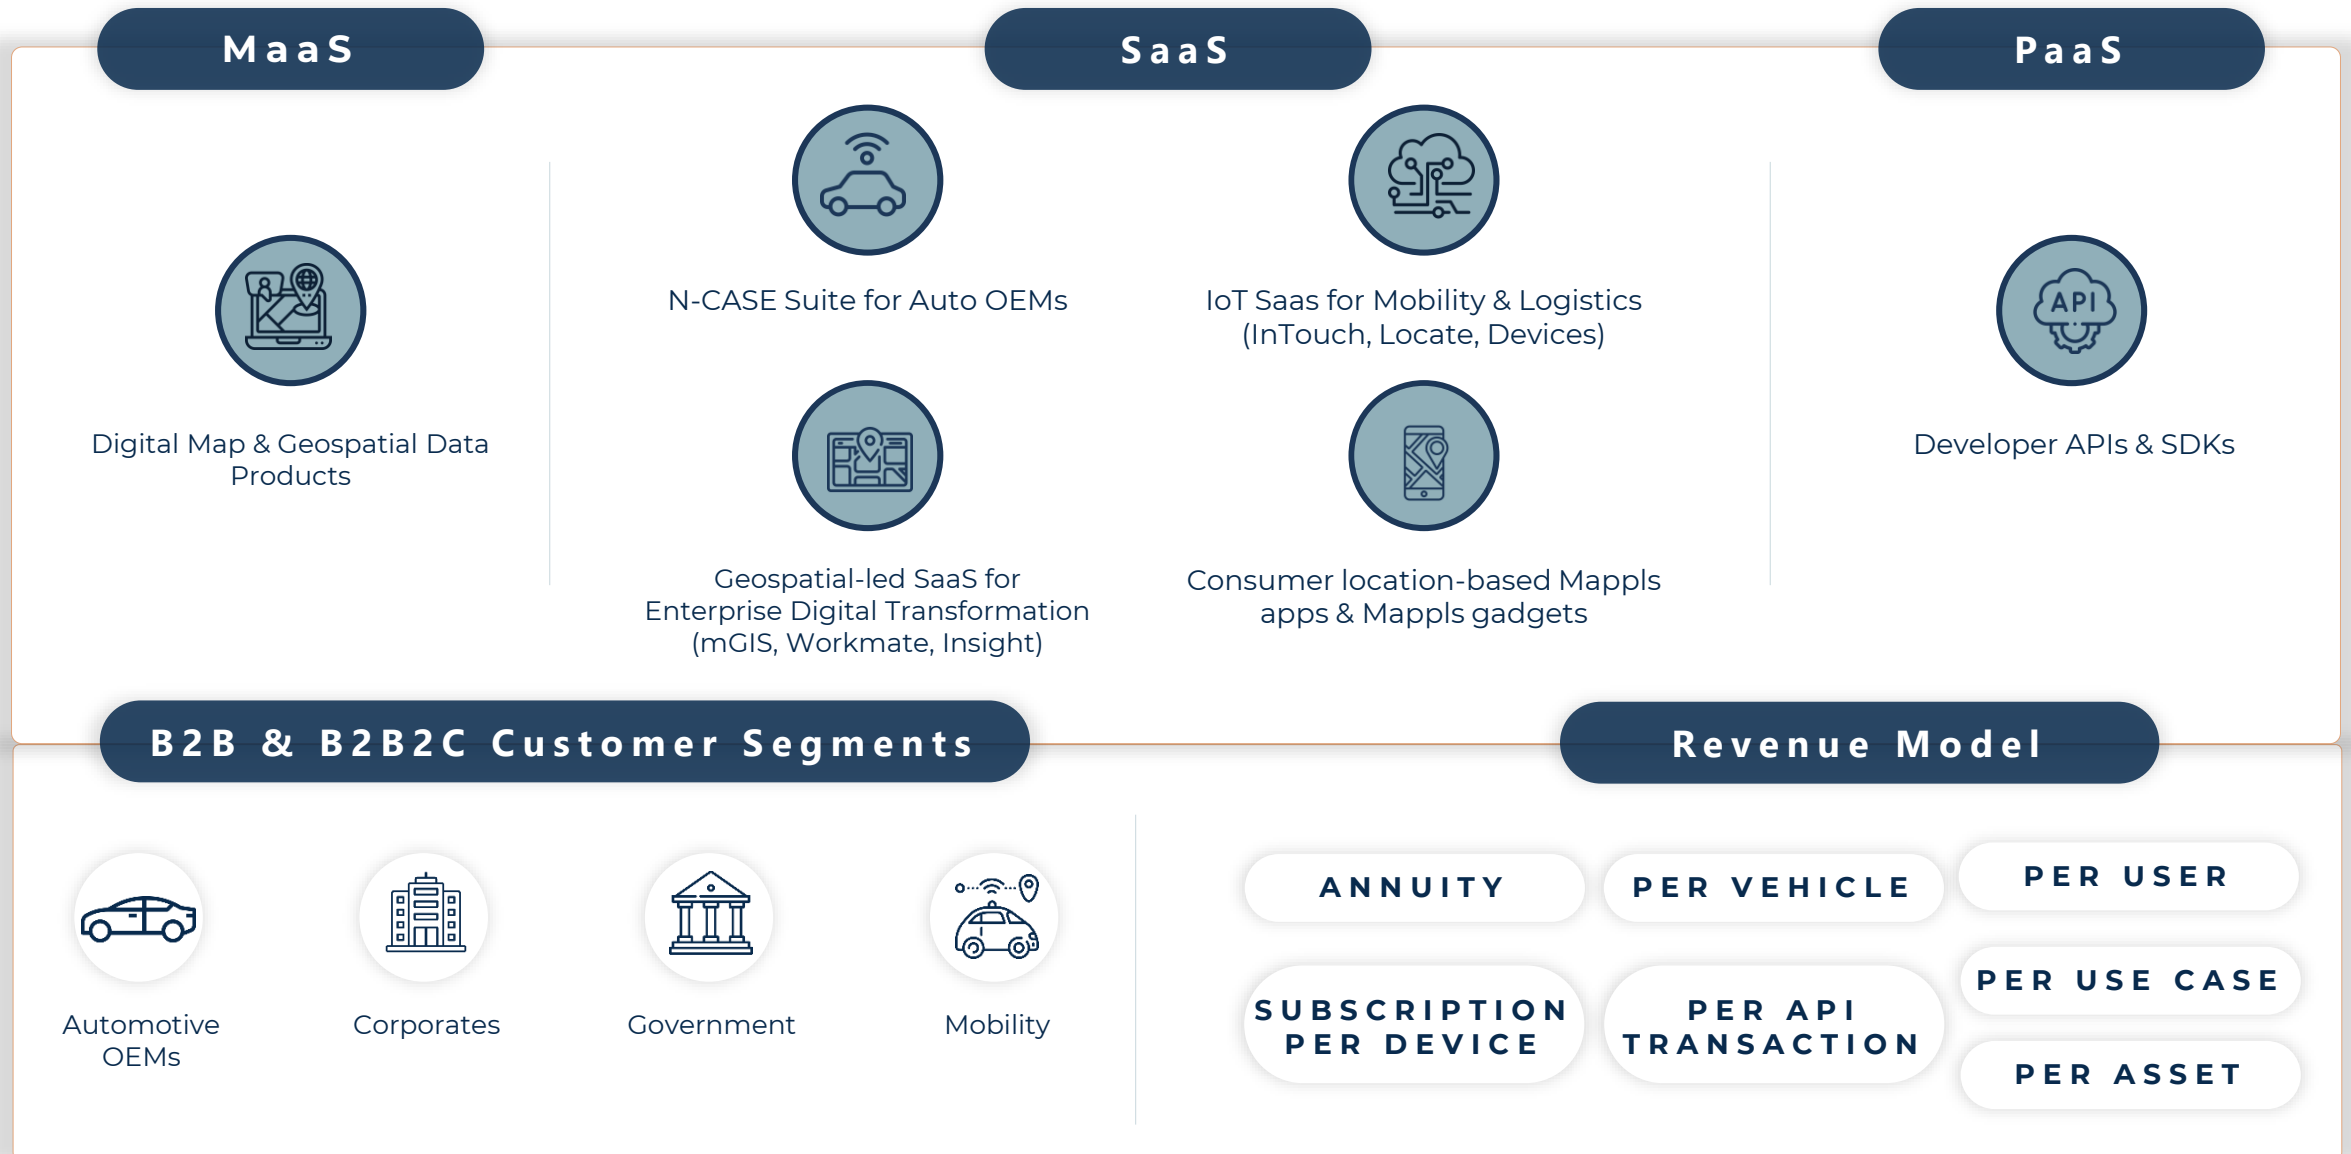 MaaS
SaaS
PaaS
N-CASE Suite for Auto OEMs
IoT Saas for Mobility & Logistics
(InTouch, Locate, Devices)
API
Digital Map & Geospatial Data
Products
Developer APIs & SDKs
Geospatial-led SaaS for
Enterprise Digital Transformation
(mGIS, Workmate, Insight)
Consumer location-based Mappls
apps & Mappls gadgets
B2B & B2B2C Customer Segments
Automotive
OEMs
Corporates
Government
Mobility
Revenue Model
ANNUITY
PER VEHICLE
PER USER
SUBSCRIPTION
PER DEVICE
PER API
TRANSACTION
PER USE CASE
PER ASSET